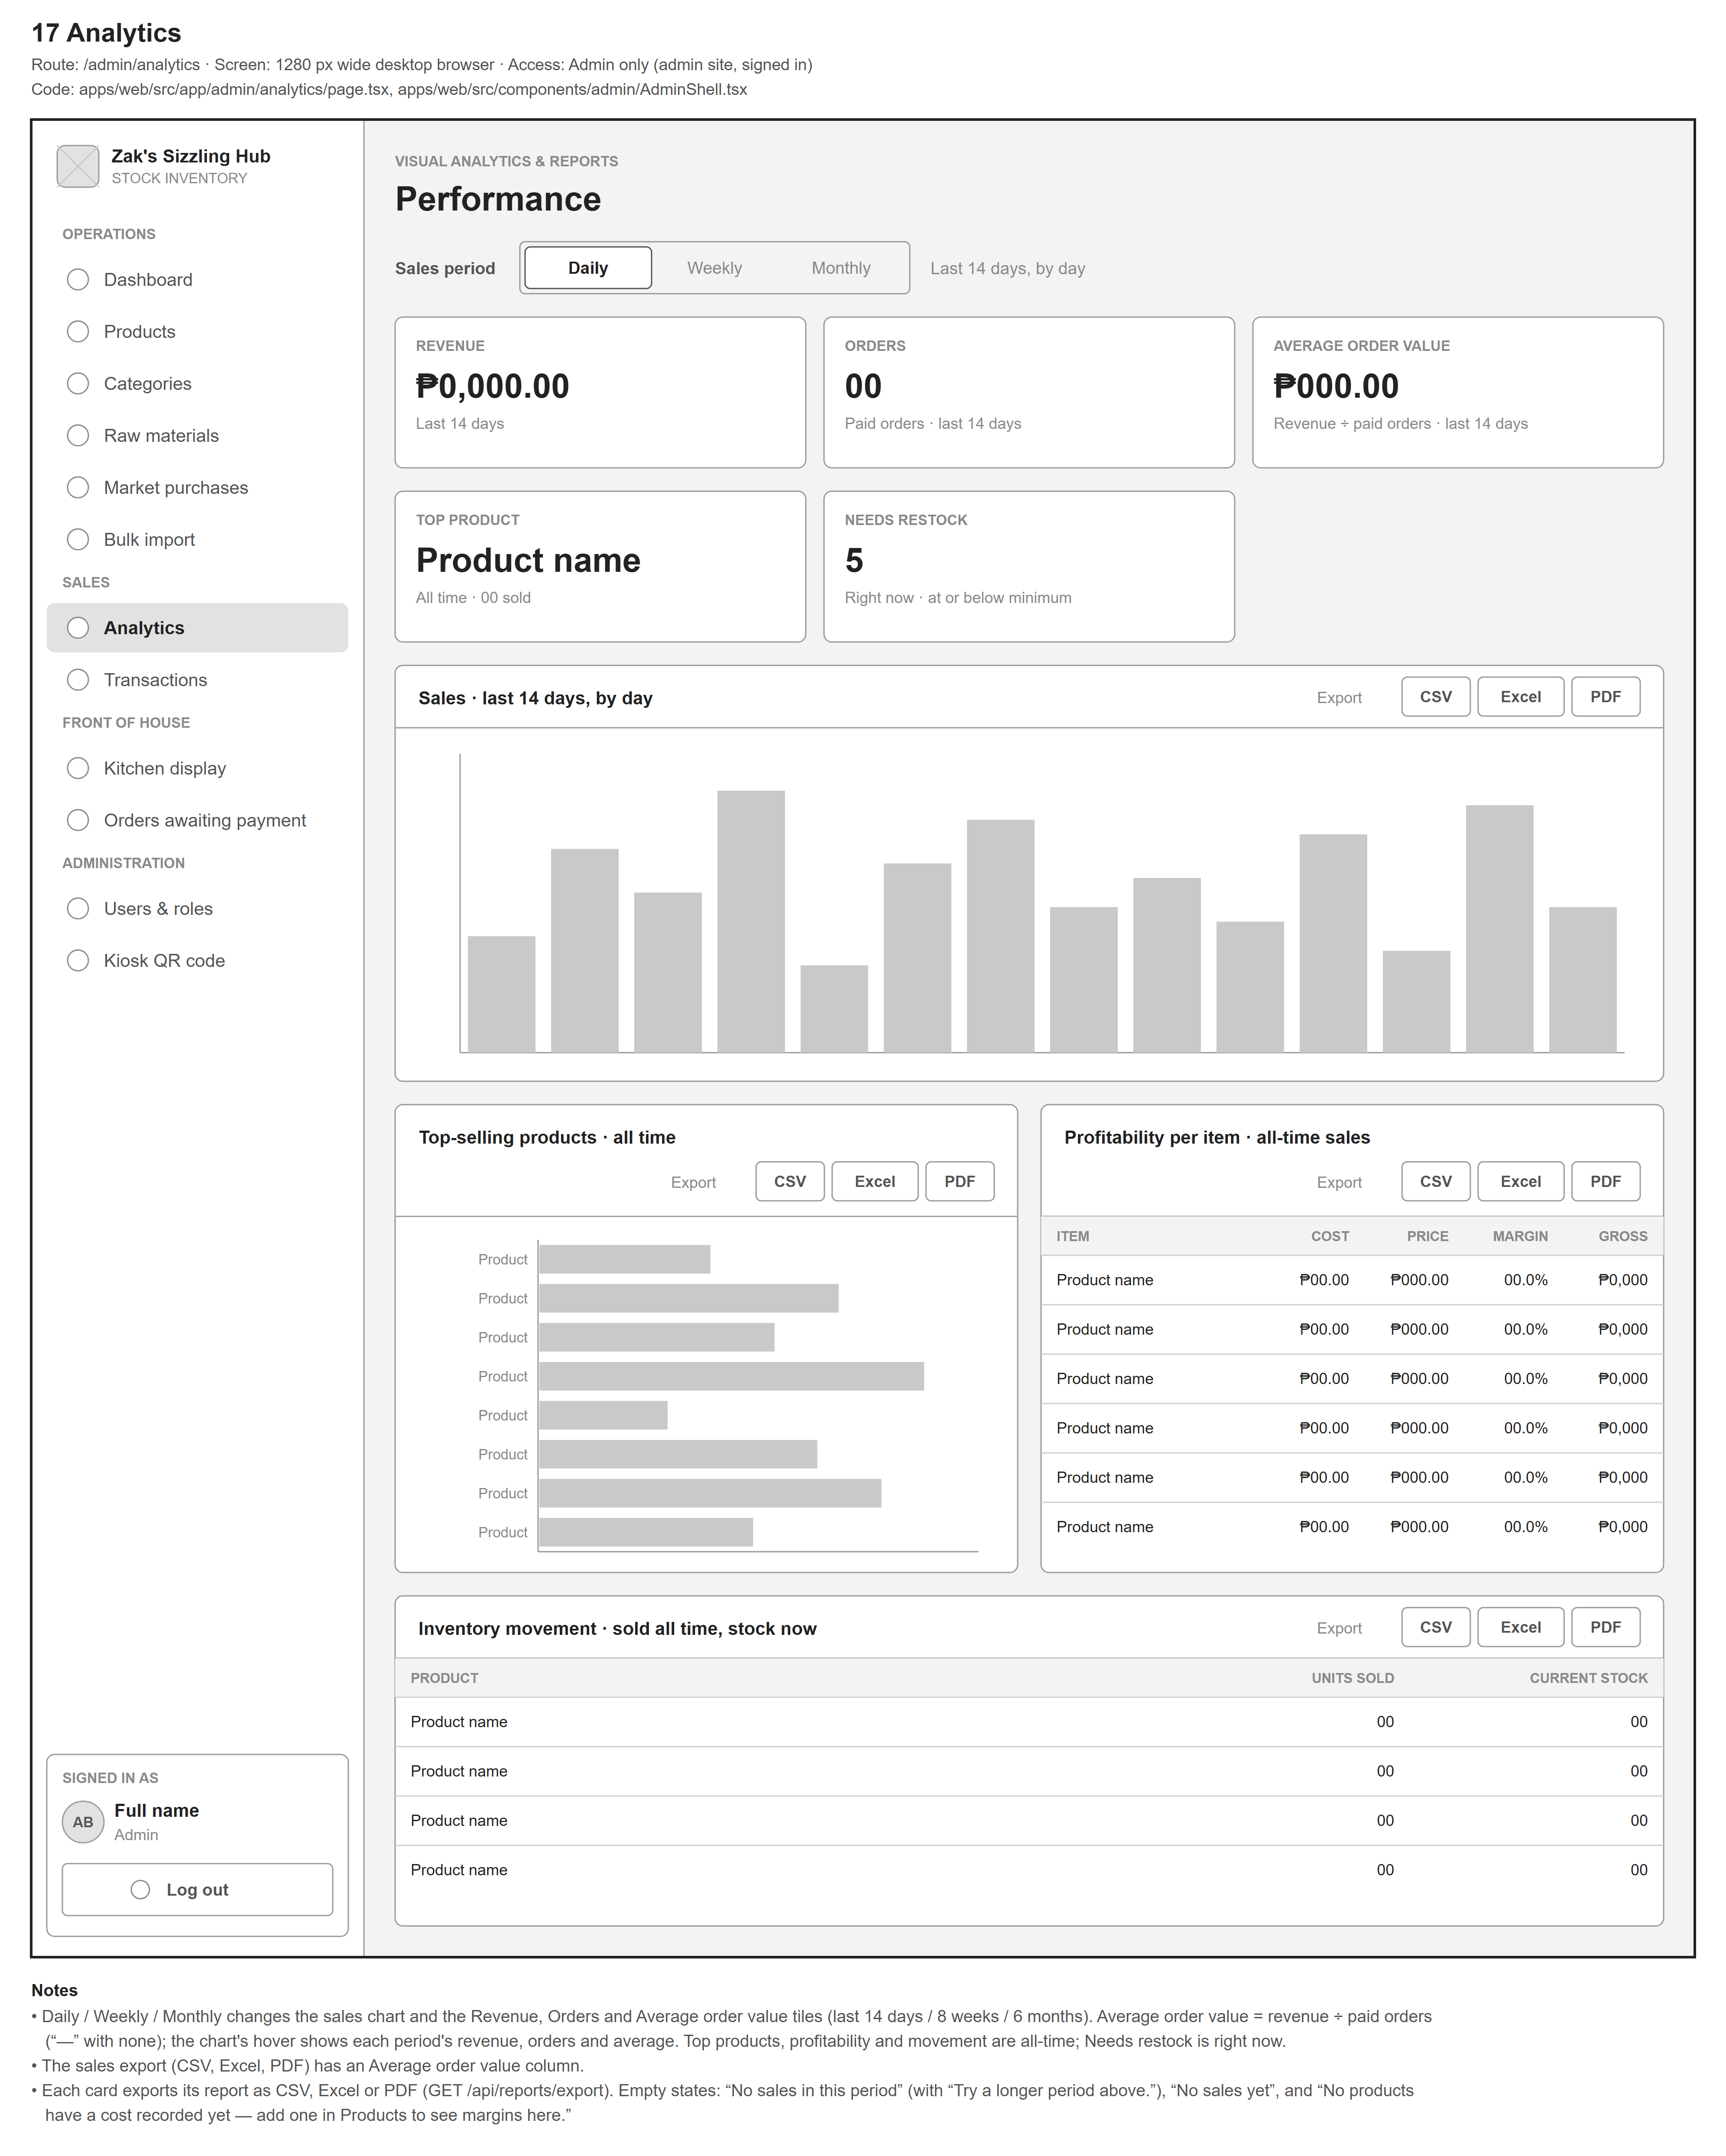 17 Analytics
Route: /admin/analytics · Screen: 1280 px wide desktop browser · Access: Admin only (admin site, signed in)
Code: apps/web/src/app/admin/analytics/page.tsx, apps/web/src/components/admin/AdminShell.tsx
Zak's Sizzling Hub
STOCK INVENTORY
OPERATIONS
Dashboard
Products
Categories
Raw materials
Market purchases
Bulk import
SALES
Analytics
Transactions
FRONT OF HOUSE
Kitchen display
Orders awaiting payment
ADMINISTRATION
Users & roles
Kiosk QR code
SIGNED IN AS
AB
Full name
Admin
Log out
VISUAL ANALYTICS & REPORTS
Performance
Sales period Daily Weekly Monthly Last 14 days, by day
REVENUE
₱0,000.00
Last 14 days
ORDERS
00
Paid orders · last 14 days
AVERAGE ORDER VALUE
₱000.00
Revenue ÷ paid orders · last 14 days
TOP PRODUCT
Product name
All time · 00 sold
NEEDS RESTOCK
5
Right now · at or below minimum
Sales · last 14 days, by day Export CSV Excel PDF
Top-selling products · all time
Export CSV Excel PDF
Product
Product
Product
Product
Product
Product
Product
Product
Profitability per item · all-time sales
Export CSV Excel PDF
ITEM COST PRICE MARGIN GROSS
Product name ₱00.00 ₱000.00 00.0% ₱0,000
Product name ₱00.00 ₱000.00 00.0% ₱0,000
Product name ₱00.00 ₱000.00 00.0% ₱0,000
Product name ₱00.00 ₱000.00 00.0% ₱0,000
Product name ₱00.00 ₱000.00 00.0% ₱0,000
Product name ₱00.00 ₱000.00 00.0% ₱0,000
Inventory movement · sold all time, stock now Export CSV Excel PDF
PRODUCT UNITS SOLD CURRENT STOCK
Product name 00 00
Product name 00 00
Product name 00 00
Product name 00 00
Notes
• Daily / Weekly / Monthly changes the sales chart and the Revenue, Orders and Average order value tiles (last 14 days / 8 weeks / 6 months). Average order value = revenue ÷ paid orders
(“—” with none); the chart's hover shows each period's revenue, orders and average. Top products, profitability and movement are all-time; Needs restock is right now.
• The sales export (CSV, Excel, PDF) has an Average order value column.
• Each card exports its report as CSV, Excel or PDF (GET /api/reports/export). Empty states: “No sales in this period” (with “Try a longer period above.”), “No sales yet”, and “No products
have a cost recorded yet — add one in Products to see margins here.”